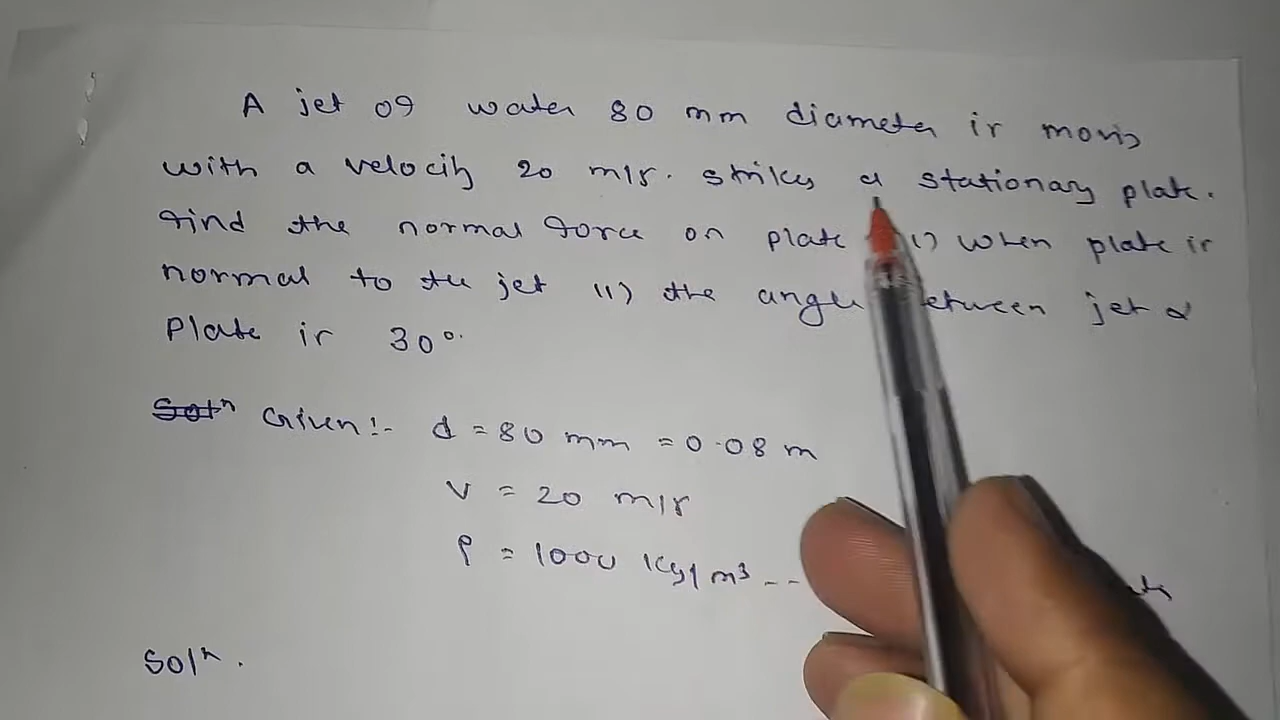 A jet of water 80 mm diameter is moving
with a velocity 20 m/s. strikes a stationary plate.
find the normal force on plate i) when plate is
normal to the jet ii) the angle between jet &
plate is 30°.
Given:- d = 80 mm = 0.08 m
v = 20 m/s
ρ = 1000 kg/m³ --
Solⁿ.